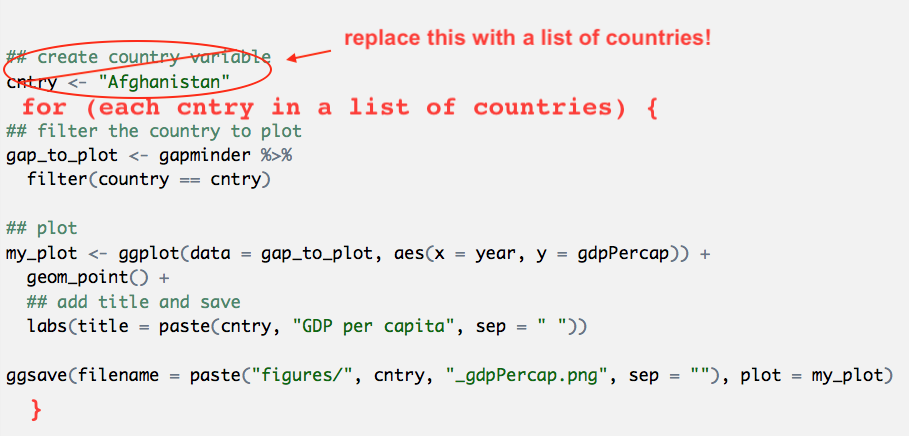 replace this with a list of countries!
## create country variable
cntry <- "Afghanistan"
for (each cntry in a list of countries) {
## filter the country to plot
gap_to_plot <- gapminder %>%
  filter(country == cntry)
## plot
my_plot <- ggplot(data = gap_to_plot, aes(x = year, y = gdpPercap)) +
  geom_point() +
  ## add title and save
  labs(title = paste(cntry, "GDP per capita", sep = " "))
ggsave(filename = paste("figures/", cntry, "_gdpPercap.png", sep = ""), plot = my_plot)
}